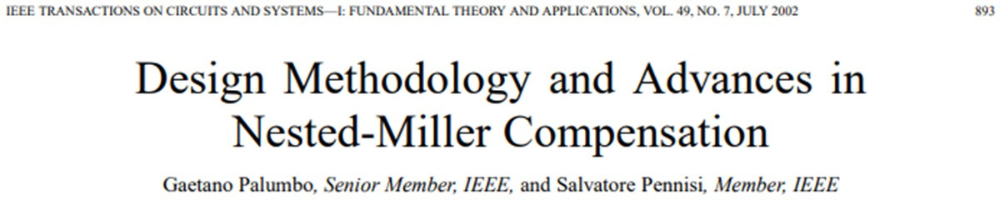 IEEE TRANSACTIONS ON CIRCUITS AND SYSTEMS—I: FUNDAMENTAL THEORY AND APPLICATIONS, VOL. 49, NO. 7, JULY 2002 893
Design Methodology and Advances in
Nested-Miller Compensation
Gaetano Palumbo, Senior Member, IEEE, and Salvatore Pennisi, Member, IEEE